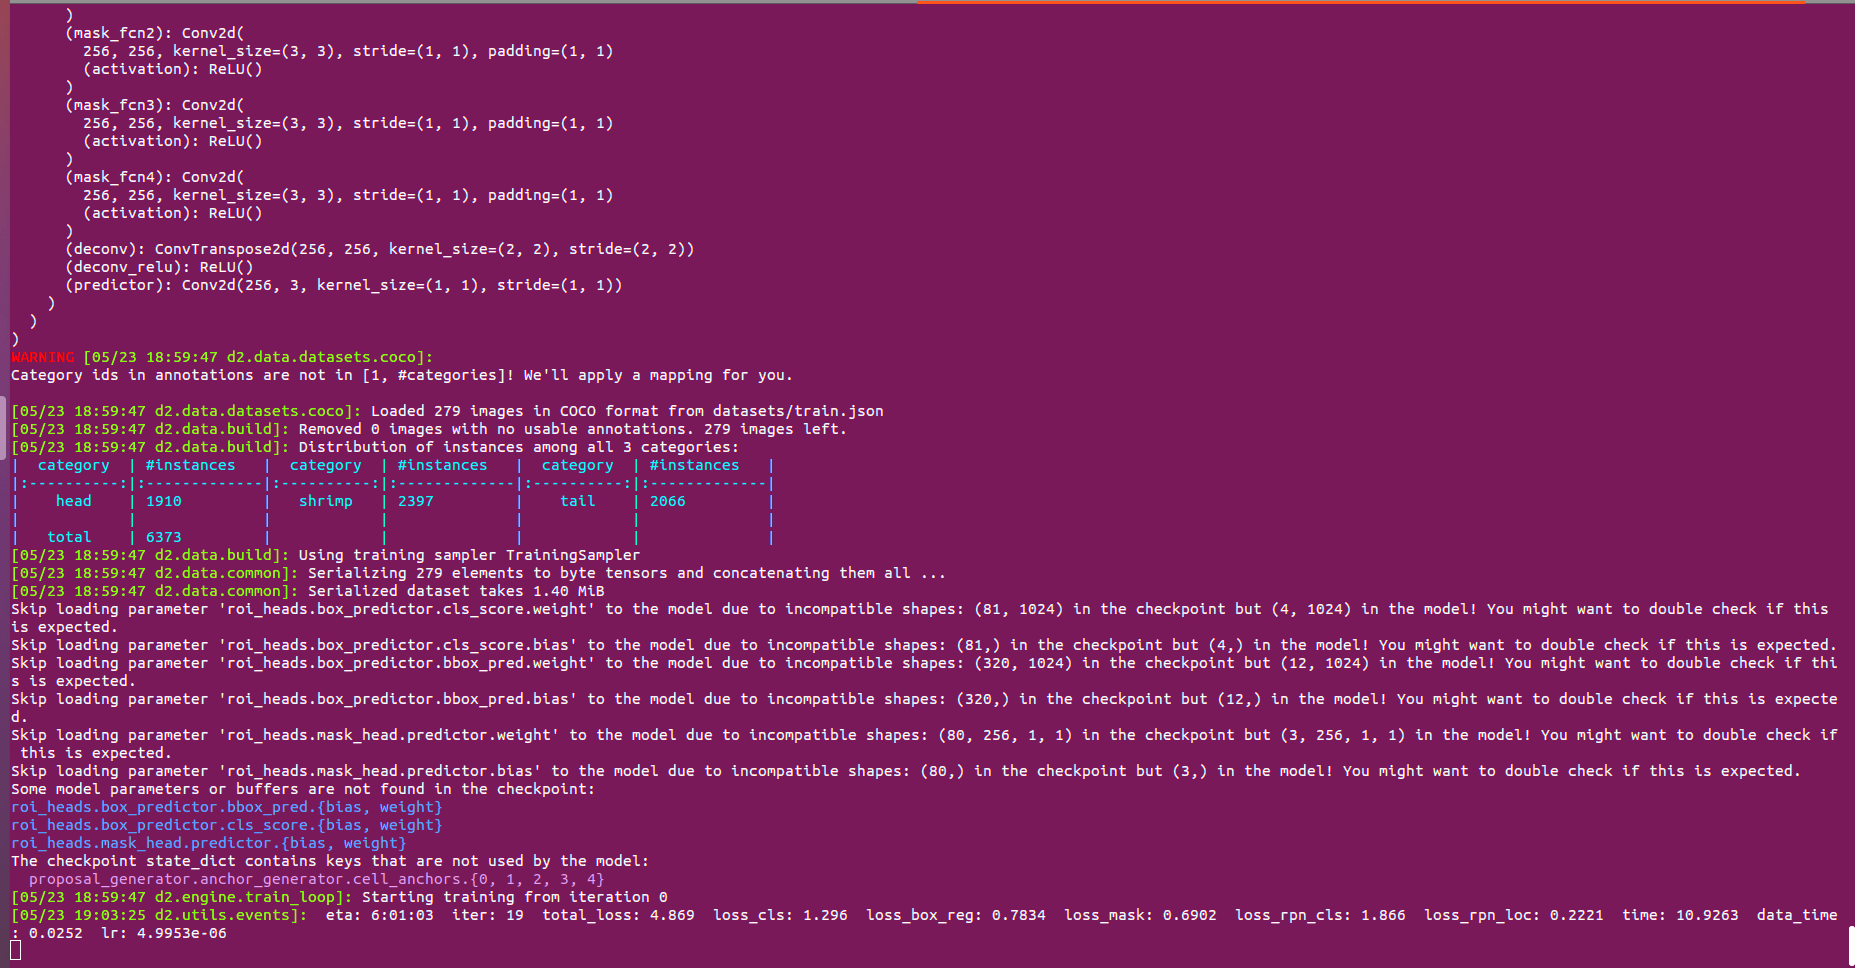 )
(mask_fcn2): Conv2d(
256, 256, kernel_size=(3, 3), stride=(1, 1), padding=(1, 1)
(activation): ReLU()
)
(mask_fcn3): Conv2d(
256, 256, kernel_size=(3, 3), stride=(1, 1), padding=(1, 1)
(activation): ReLU()
)
(mask_fcn4): Conv2d(
256, 256, kernel_size=(3, 3), stride=(1, 1), padding=(1, 1)
(activation): ReLU()
)
(deconv): ConvTranspose2d(256, 256, kernel_size=(2, 2), stride=(2, 2))
(deconv_relu): ReLU()
(predictor): Conv2d(256, 3, kernel_size=(1, 1), stride=(1, 1))
)
)
)
WARNING [05/23 18:59:47 d2.data.datasets.coco]:
Category ids in annotations are not in [1, #categories]! We'll apply a mapping for you.
[05/23 18:59:47 d2.data.datasets.coco]: Loaded 279 images in COCO format from datasets/train.json
[05/23 18:59:47 d2.data.build]: Removed 0 images with no usable annotations. 279 images left.
[05/23 18:59:47 d2.data.build]: Distribution of instances among all 3 categories:
|  category  | #instances   |  category  | #instances   |  category  | #instances   |
|:----------:|:-------------|:----------:|:-------------|:----------:|:-------------|
|    head    | 1910         |   shrimp   | 2397         |    tail    | 2066         |
|            |              |            |              |            |              |
|   total    | 6373         |            |              |            |              |
[05/23 18:59:47 d2.data.build]: Using training sampler TrainingSampler
[05/23 18:59:47 d2.data.common]: Serializing 279 elements to byte tensors and concatenating them all ...
[05/23 18:59:47 d2.data.common]: Serialized dataset takes 1.40 MiB
Skip loading parameter 'roi_heads.box_predictor.cls_score.weight' to the model due to incompatible shapes: (81, 1024) in the checkpoint but (4, 1024) in the model! You might want to double check if this
is expected.
Skip loading parameter 'roi_heads.box_predictor.cls_score.bias' to the model due to incompatible shapes: (81,) in the checkpoint but (4,) in the model! You might want to double check if this is expected.
Skip loading parameter 'roi_heads.box_predictor.bbox_pred.weight' to the model due to incompatible shapes: (320, 1024) in the checkpoint but (12, 1024) in the model! You might want to double check if thi
s is expected.
Skip loading parameter 'roi_heads.box_predictor.bbox_pred.bias' to the model due to incompatible shapes: (320,) in the checkpoint but (12,) in the model! You might want to double check if this is expecte
d.
Skip loading parameter 'roi_heads.mask_head.predictor.weight' to the model due to incompatible shapes: (80, 256, 1, 1) in the checkpoint but (3, 256, 1, 1) in the model! You might want to double check if
this is expected.
Skip loading parameter 'roi_heads.mask_head.predictor.bias' to the model due to incompatible shapes: (80,) in the checkpoint but (3,) in the model! You might want to double check if this is expected.
Some model parameters or buffers are not found in the checkpoint:
roi_heads.box_predictor.bbox_pred.{bias, weight}
roi_heads.box_predictor.cls_score.{bias, weight}
roi_heads.mask_head.predictor.{bias, weight}
The checkpoint state_dict contains keys that are not used by the model:
proposal_generator.anchor_generator.cell_anchors.{0, 1, 2, 3, 4}
[05/23 18:59:47 d2.engine.train_loop]: Starting training from iteration 0
[05/23 19:03:25 d2.utils.events]:  eta: 6:01:03  iter: 19  total_loss: 4.869  loss_cls: 1.296  loss_box_reg: 0.7834  loss_mask: 0.6902  loss_rpn_cls: 1.866  loss_rpn_loc: 0.2221  time: 10.9263  data_time
: 0.0252  lr: 4.9953e-06